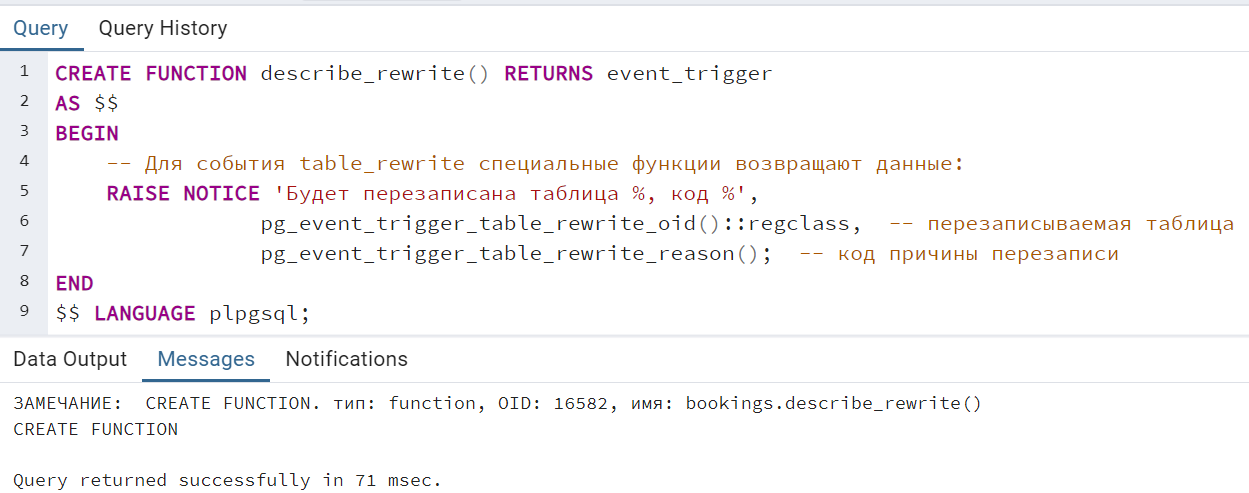 Query Query History
1 CREATE FUNCTION describe_rewrite() RETURNS event_trigger
2 AS $$
3 BEGIN
4     -- Для события table_rewrite специальные функции возвращают данные:
5     RAISE NOTICE 'Будет перезаписана таблица %, код %',
6                 pg_event_trigger_table_rewrite_oid()::regclass,  -- перезаписываемая таблица
7                 pg_event_trigger_table_rewrite_reason();  -- код причины перезаписи
8 END
9 $$ LANGUAGE plpgsql;
Data Output Messages Notifications
ЗАМЕЧАНИЕ:  CREATE FUNCTION. тип: function, OID: 16582, имя: bookings.describe_rewrite()
CREATE FUNCTION
Query returned successfully in 71 msec.